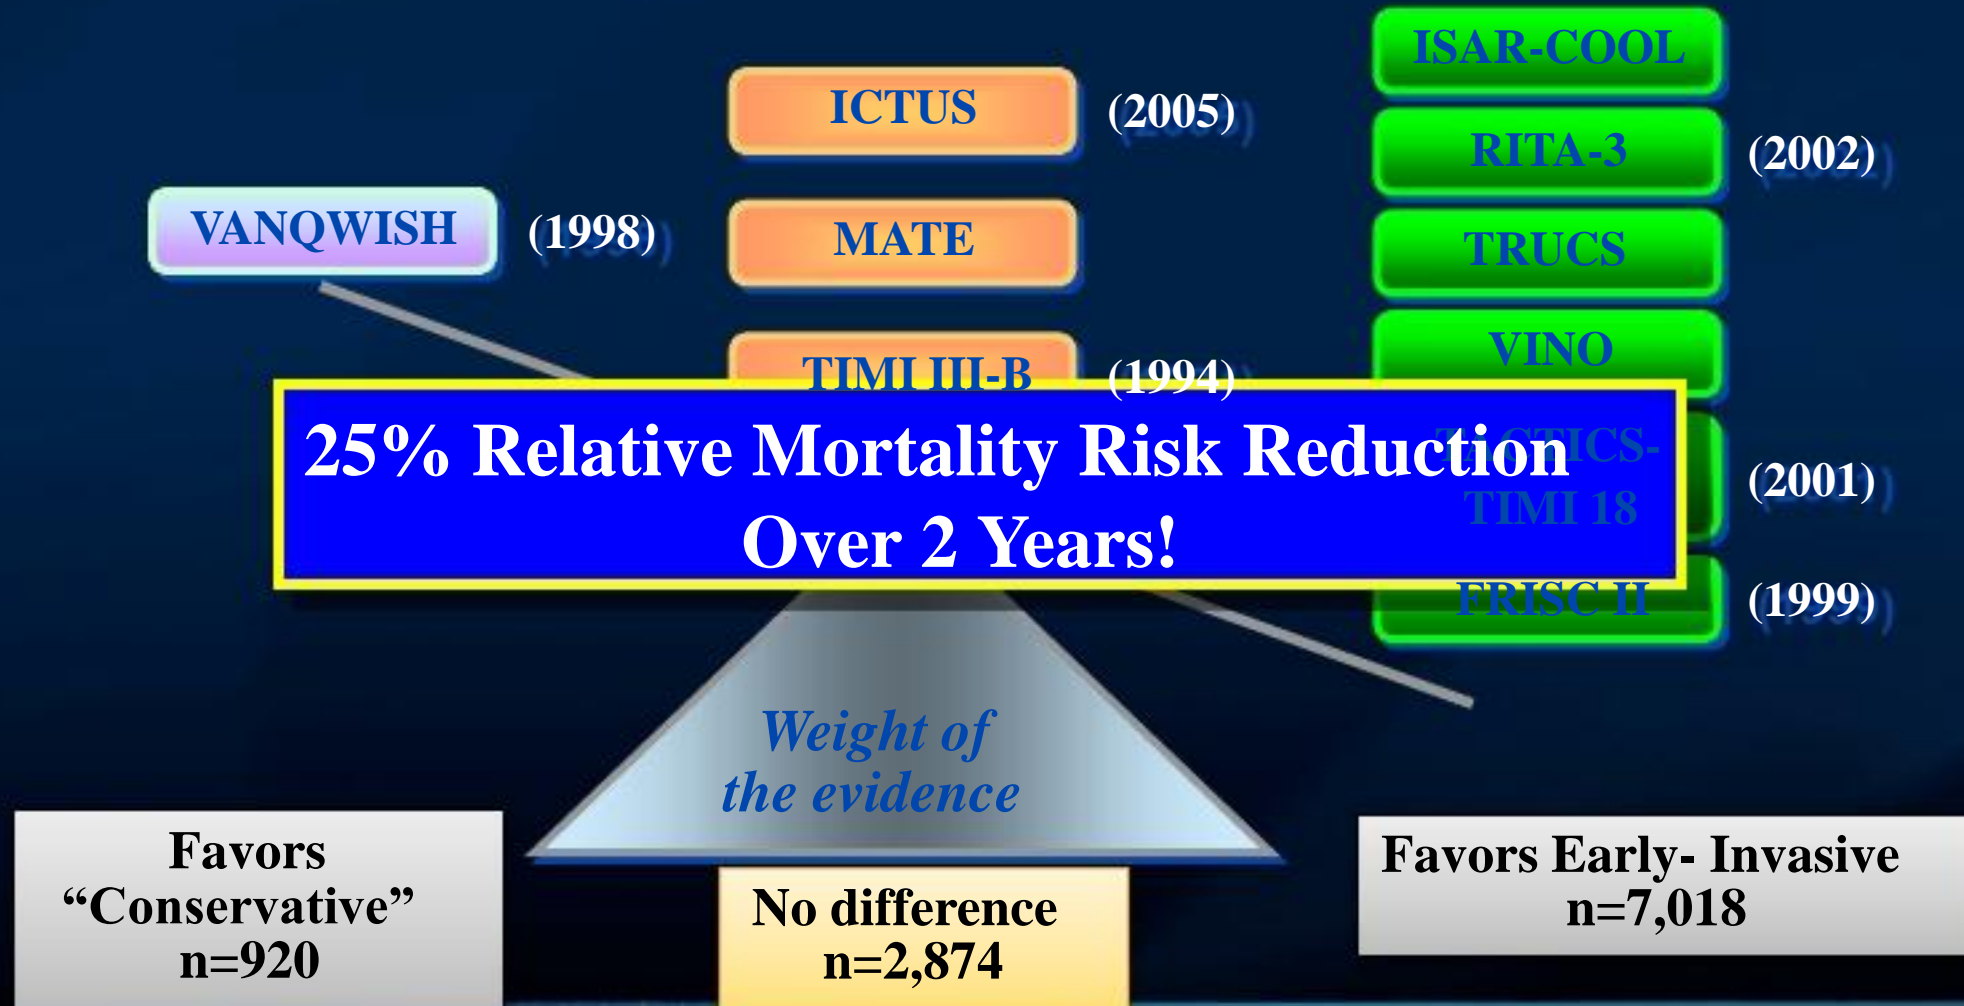 ISAR-COOL
ICTUS (2005)
RITA-3 (2002)
VANQWISH (1998)
MATE
TRUCS
VINO
TIMI III-B (1994)
25% Relative Mortality Risk Reduction
Over 2 Years!
TACTICS-
TIMI 18 (2001)
FRISC II (1999)
Weight of
the evidence
Favors
“Conservative”
n=920
No difference
n=2,874
Favors Early- Invasive
n=7,018